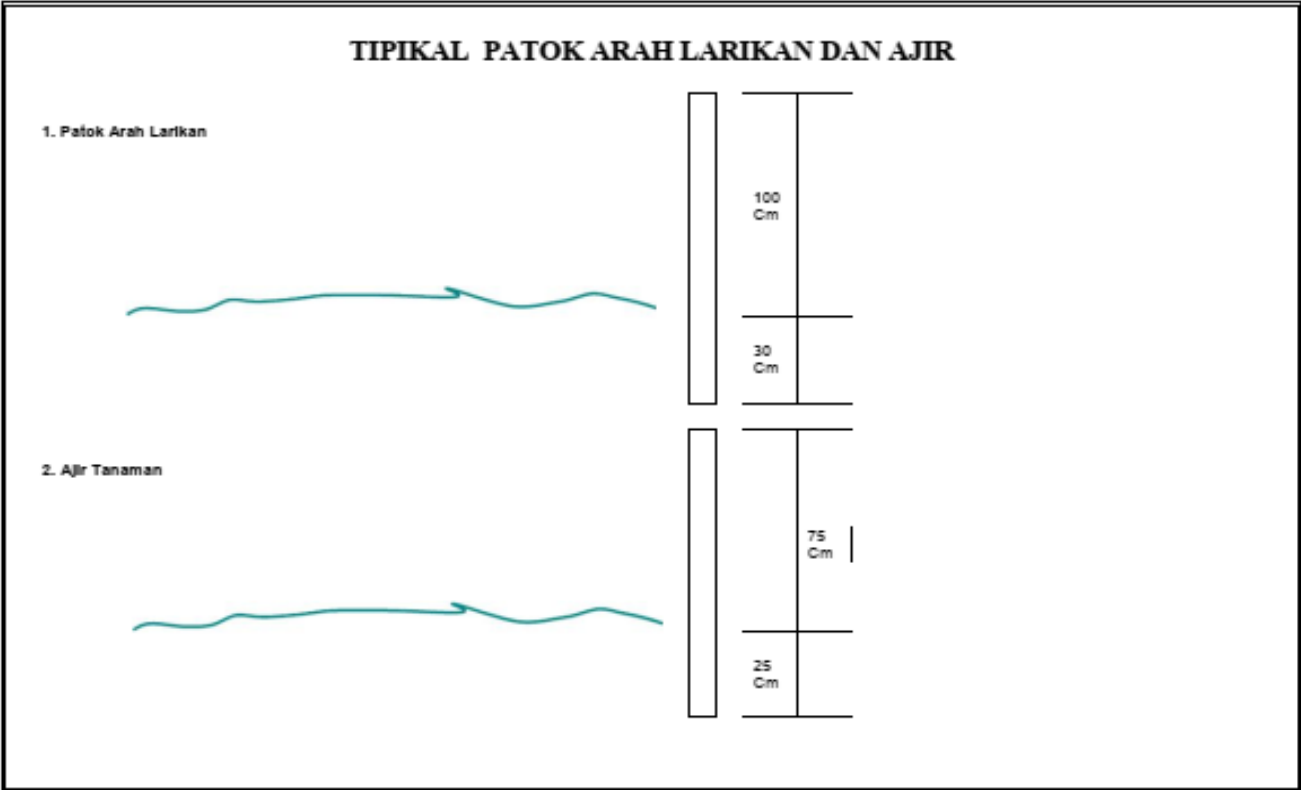 TIPIKAL PATOK ARAH LARIKAN DAN AJIR
1. Patok Arah Larikan
100
Cm
30
Cm
2. Ajir Tanaman
75
Cm
25
Cm